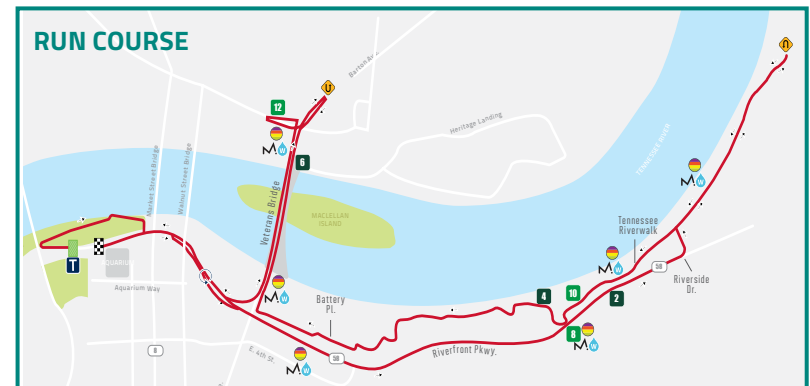 RUN COURSE
Barton Ave.
12
Heritage Landing
TENNESSEE RIVER
M.
W
6
M.
W
Market Street Bridge
Walnut Street Bridge
Veterans Bridge
MACLELLAN
ISLAND
Tennessee
Riverwalk
T
AQUARIUM
M.
W
58
Riverside
Dr.
Aquarium Way
M.
W
Battery
Pl.
4
10
2
8
M.
W
8
E. 4th St.
58
Riverfront Pkwy.
M.
W